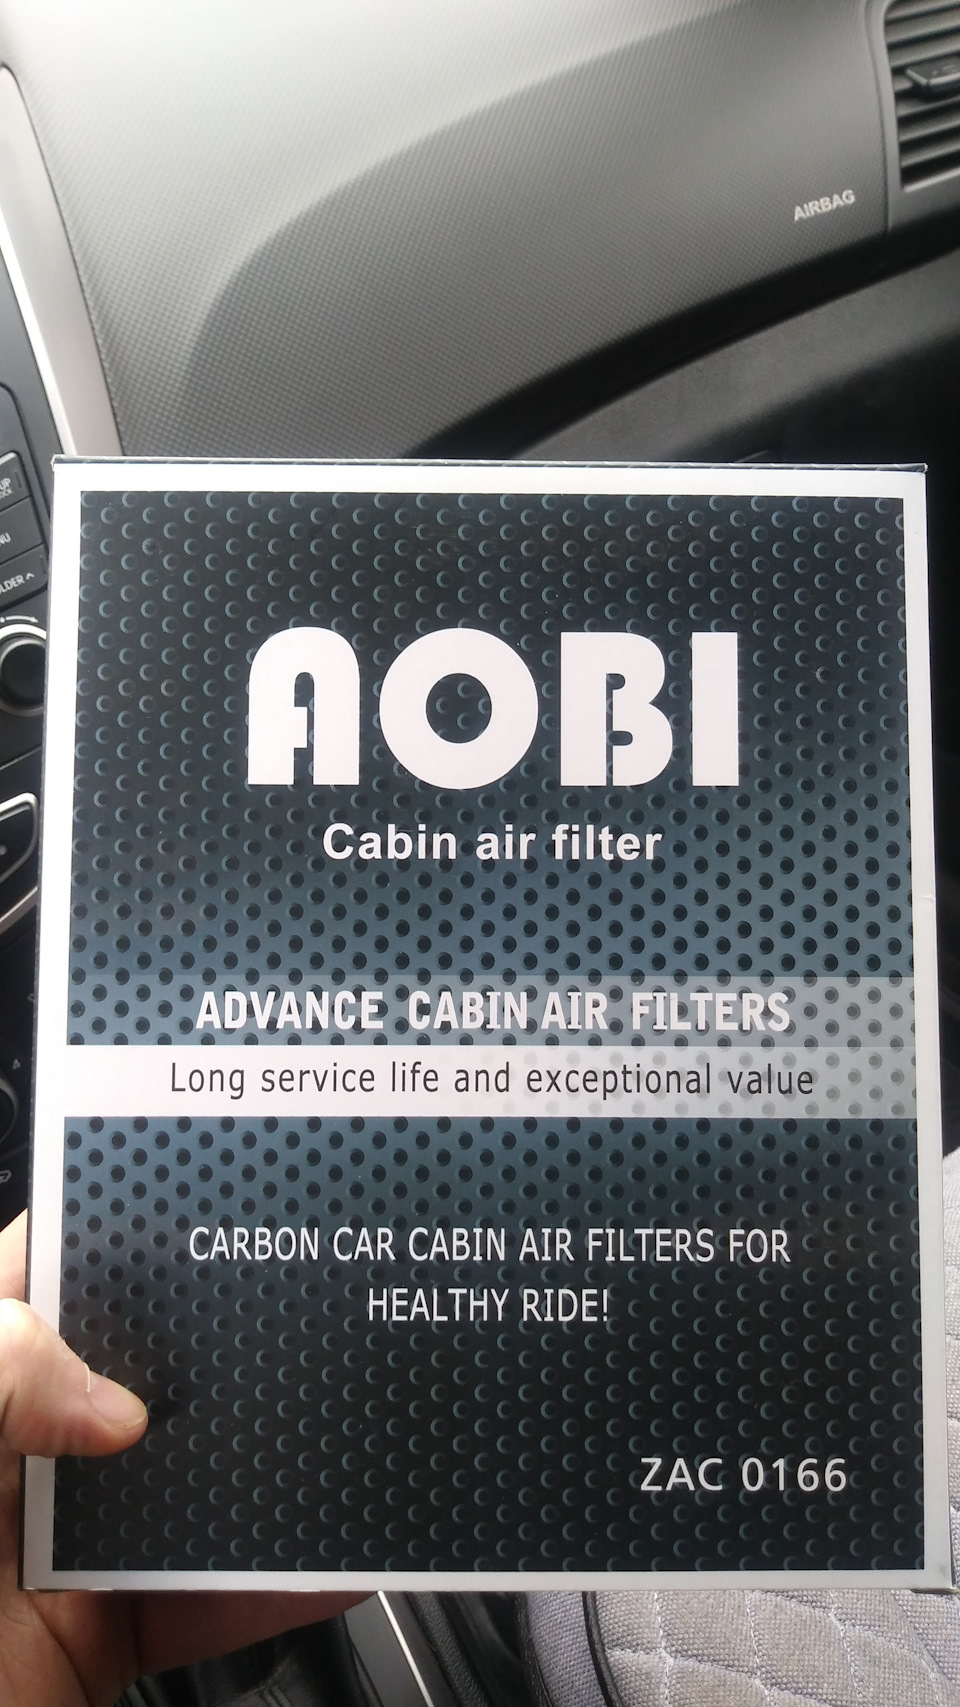 AIRBAG
AOBI
Cabin air filter
ADVANCE CABIN AIR FILTERS
Long service life and exceptional value
CARBON CAR CABIN AIR FILTERS FOR
HEALTHY RIDE!
ZAC 0166
4